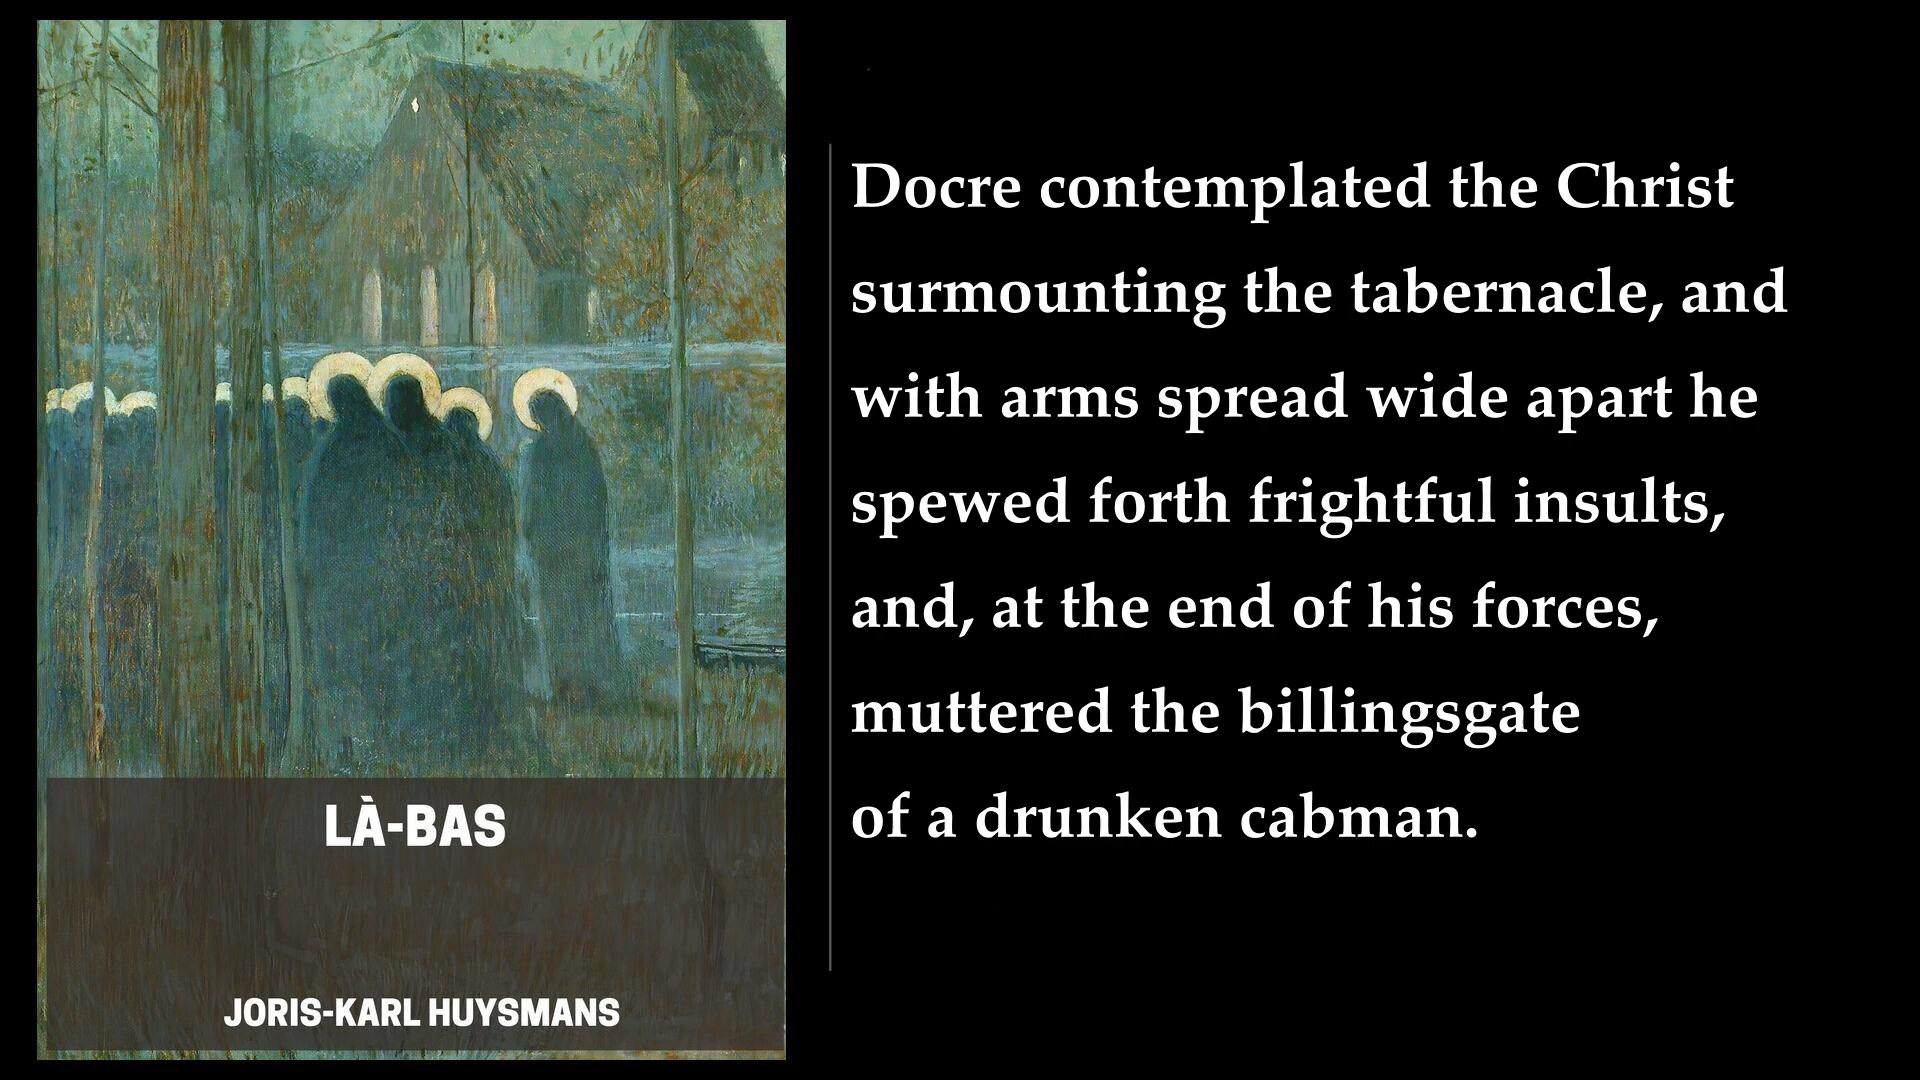 LÀ-BAS
JORIS-KARL HUYSMANS
Docre contemplated the Christ
surmounting the tabernacle, and
with arms spread wide apart he
spewed forth frightful insults,
and, at the end of his forces,
muttered the billingsgate
of a drunken cabman.